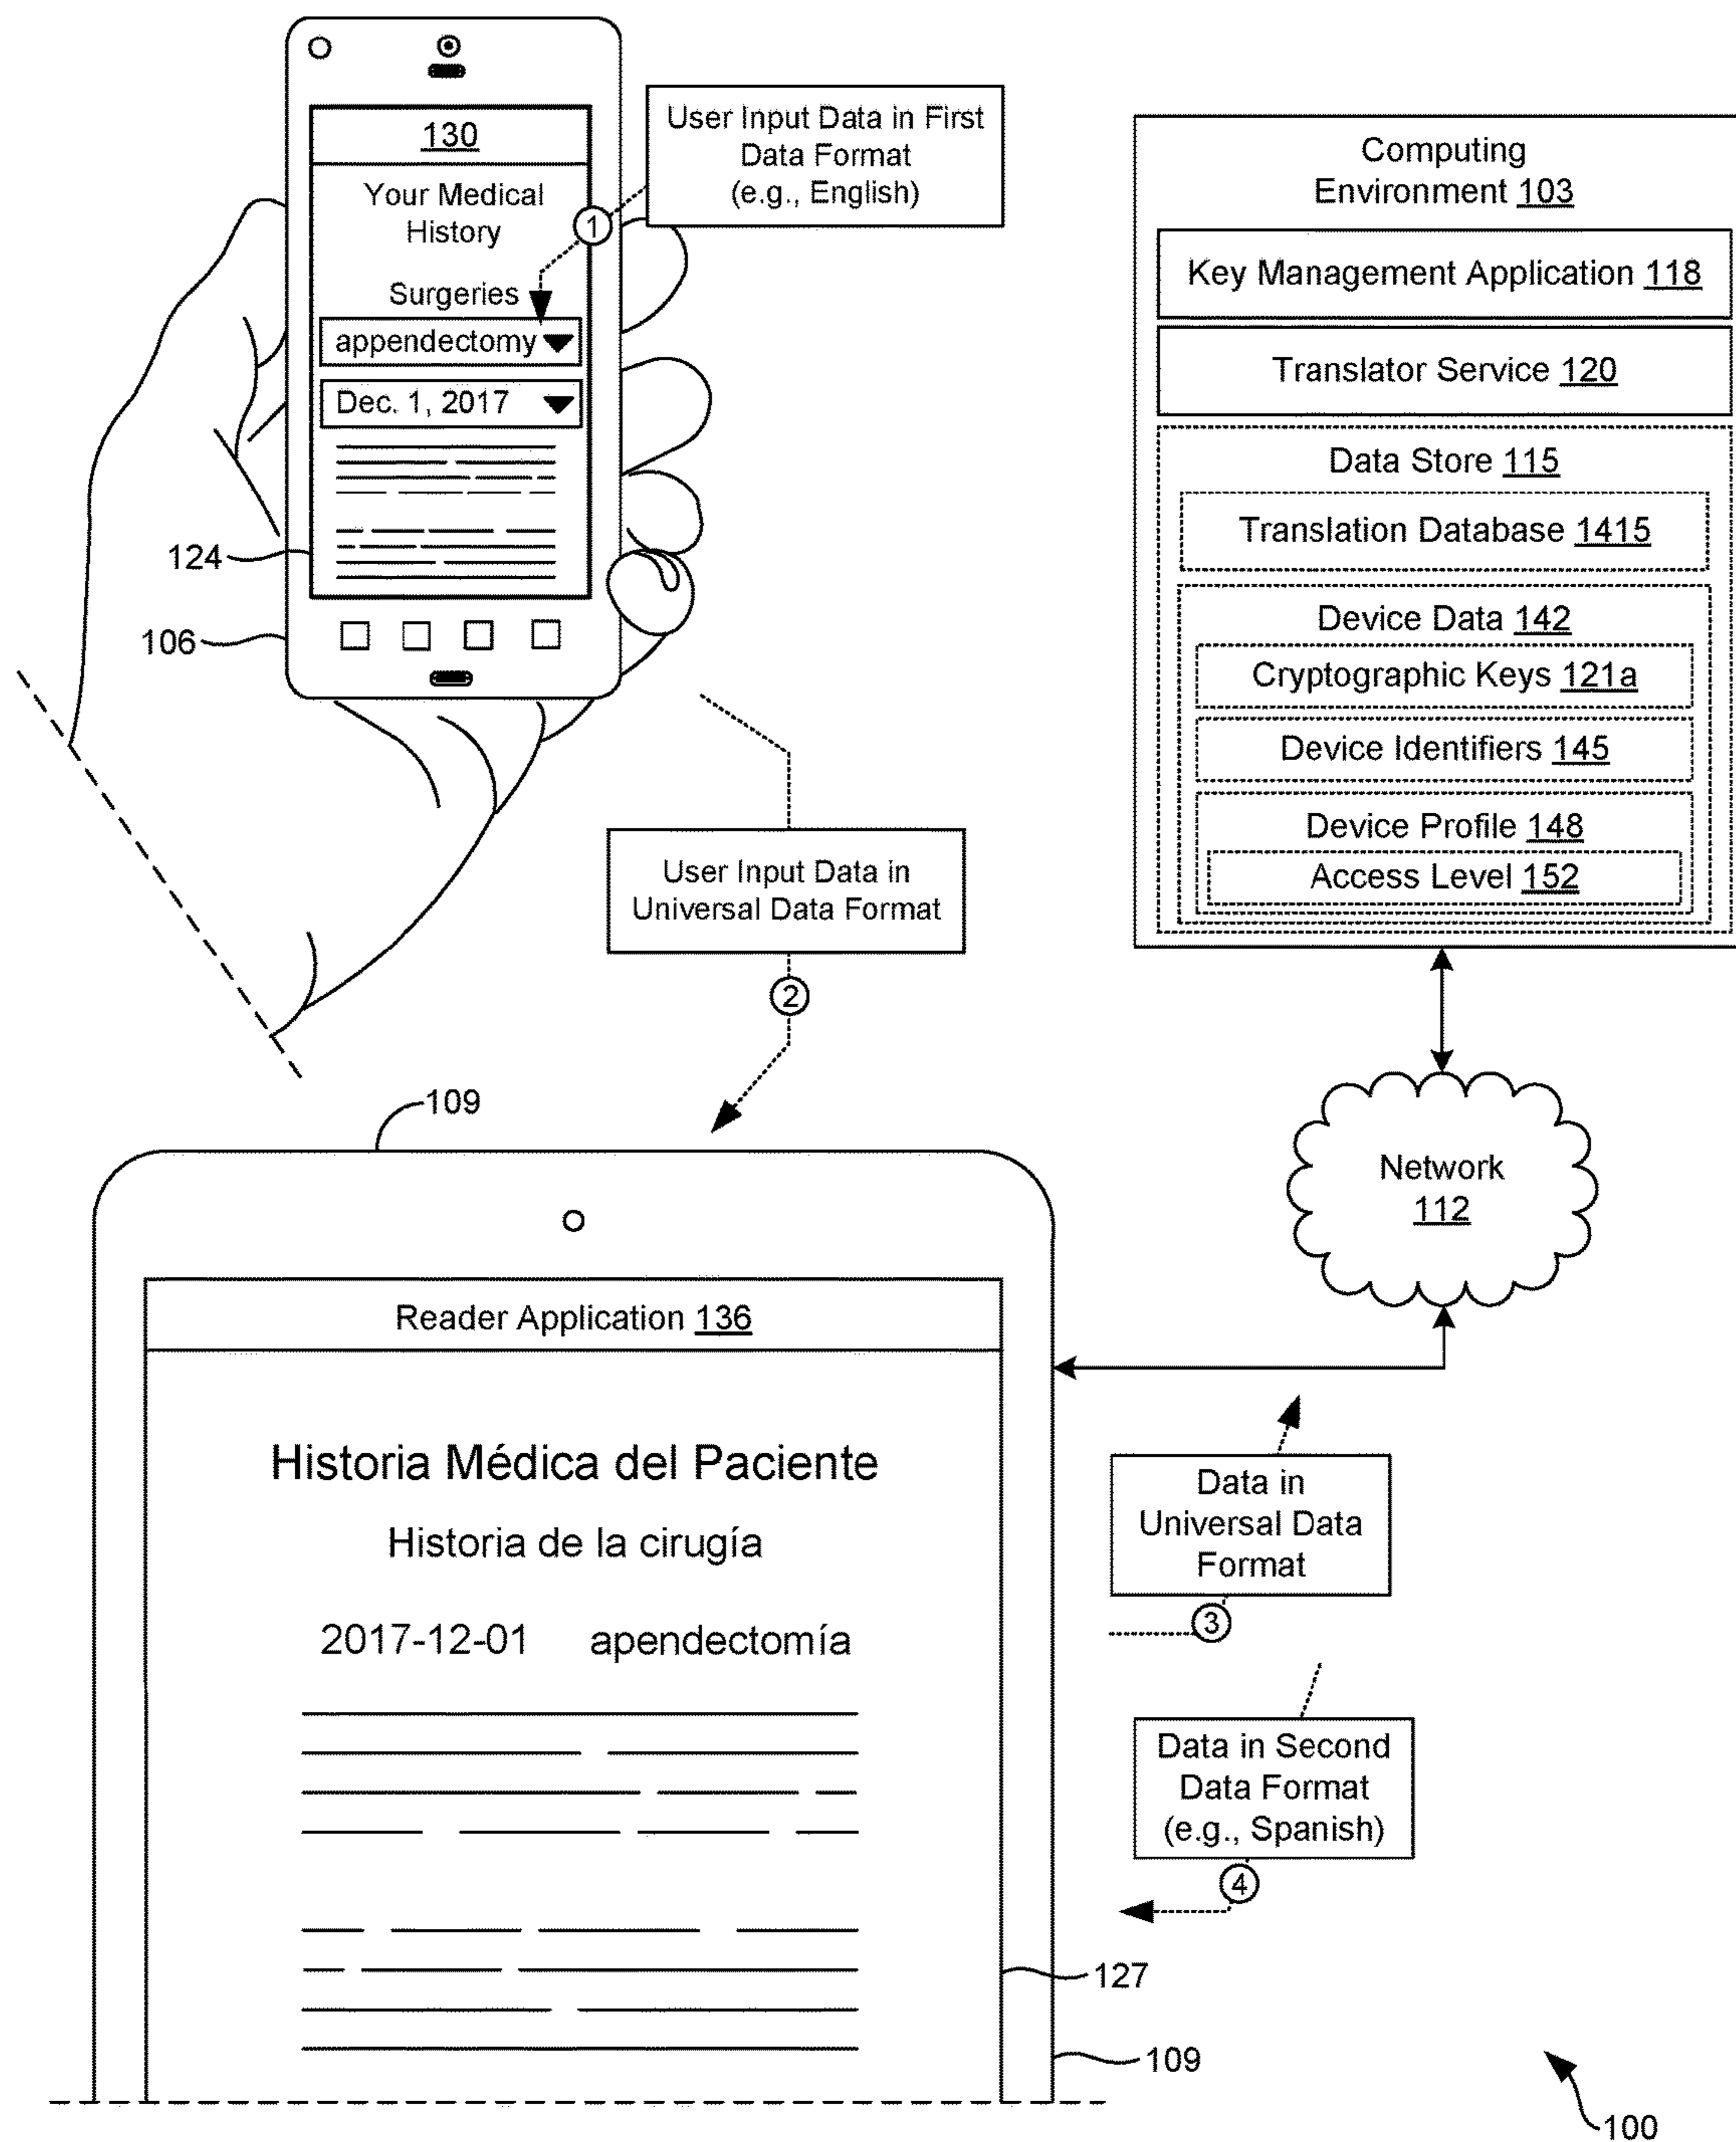 130
Your Medical
History
Surgeries
appendectomy
Dec. 1, 2017
124
106
User Input Data in First
Data Format
(e.g., English)
1
Computing
Environment 103
Key Management Application 118
Translator Service 120
Data Store 115
Translation Database 1415
Device Data 142
Cryptographic Keys 121a
Device Identifiers 145
Device Profile 148
Access Level 152
User Input Data in
Universal Data Format
2
109
Network
112
Reader Application 136
Historia Médica del Paciente
Historia de la cirugía
2017-12-01 apendectomía
Data in
Universal Data
Format
3
Data in Second
Data Format
(e.g., Spanish)
4
127
109
100